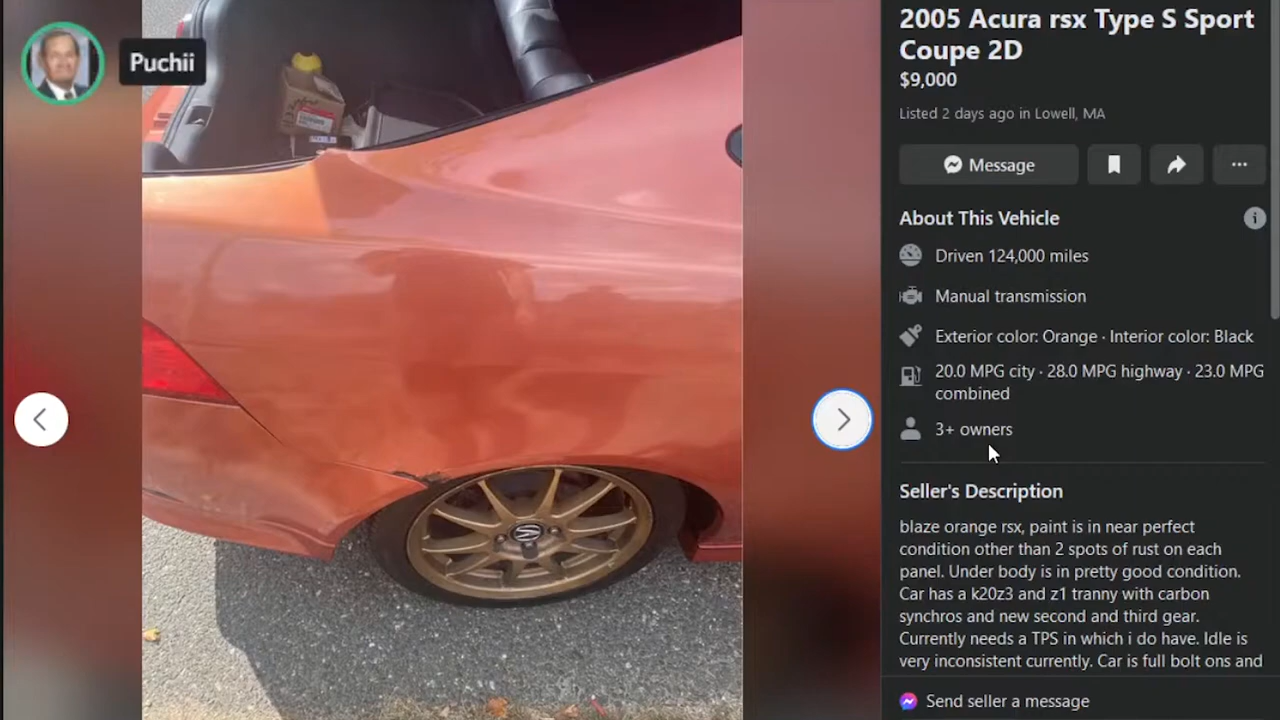 Puchii
2005 Acura rsx Type S Sport
Coupe 2D
$9,000
Listed 2 days ago in Lowell, MA
Message
About This Vehicle
Driven 124,000 miles
Manual transmission
Exterior color: Orange · Interior color: Black
20.0 MPG city · 28.0 MPG highway · 23.0 MPG
combined
3+ owners
Seller's Description
blaze orange rsx, paint is in near perfect
condition other than 2 spots of rust on each
panel. Under body is in pretty good condition.
Car has a k20z3 and z1 tranny with carbon
synchros and new second and third gear.
Currently needs a TPS in which i do have. Idle is
very inconsistent currently. Car is full bolt ons and
Send seller a message